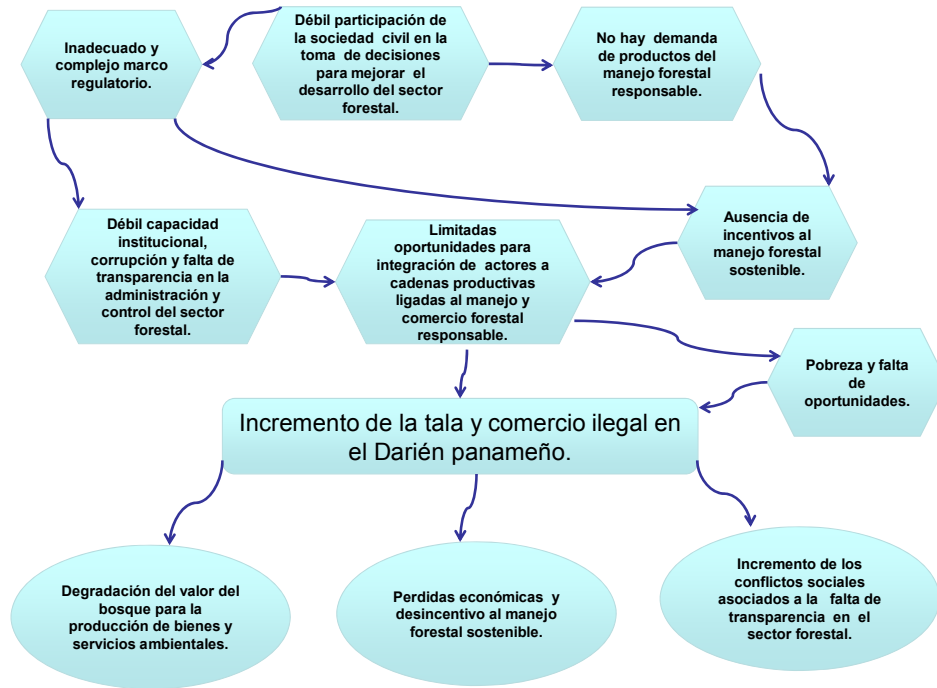 Inadecuado y
complejo marco
regulatorio.
Débil participación de
la sociedad civil en la
toma de decisiones
para mejorar el
desarrollo del sector
forestal.
No hay demanda
de productos del
manejo forestal
responsable.
Débil capacidad
institucional,
corrupción y falta de
transparencia en la
administración y
control del sector
forestal.
Limitadas
oportunidades para
integración de actores a
cadenas productivas
ligadas al manejo y
comercio forestal
responsable.
Ausencia de
incentivos al
manejo forestal
sostenible.
Pobreza y falta
de
oportunidades.
Incremento de la tala y comercio ilegal en
el Darién panameño.
Degradación del valor del
bosque para la
producción de bienes y
servicios ambientales.
Perdidas económicas y
desincentivo al manejo
forestal sostenible.
Incremento de los
conflictos sociales
asociados a la falta de
transparencia en el
sector forestal.